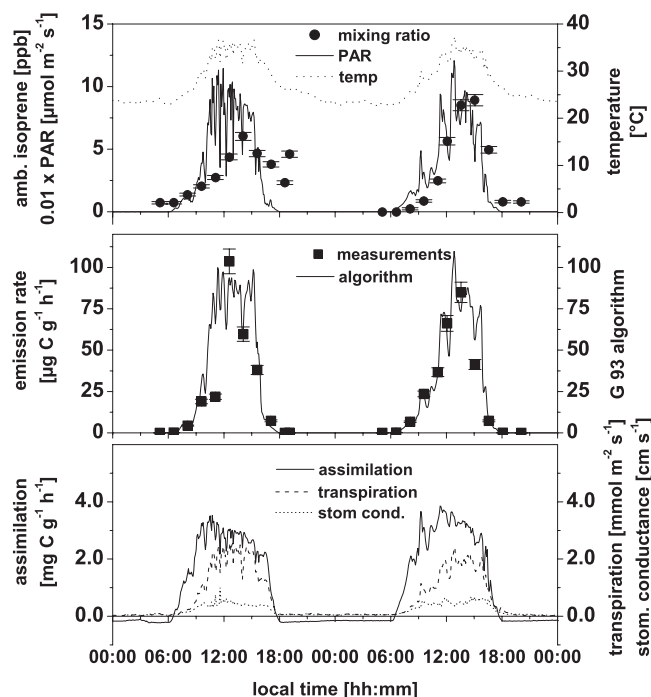 amb. isoprene [ppb]
0.01 x PAR [µmol m⁻² s⁻¹]
15
10
5
0
mixing ratio
PAR
temp
40
30
20
10
0
temperature
[°C]
emission rate
[µg C g⁻¹ h⁻¹]
100
75
50
25
0
measurements
algorithm
100
75
50
25
0
G 93 algorithm
assimilation
[mg C g⁻¹ h⁻¹]
4.0
2.0
0.0
assimilation
transpiration
stom cond.
4.0
2.0
0.0
transpiration [mmol m⁻² s⁻¹]
stom. conductance [cm s⁻¹]
00:00 06:00 12:00 18:00 00:00 06:00 12:00 18:00 00:00
local time [hh:mm]